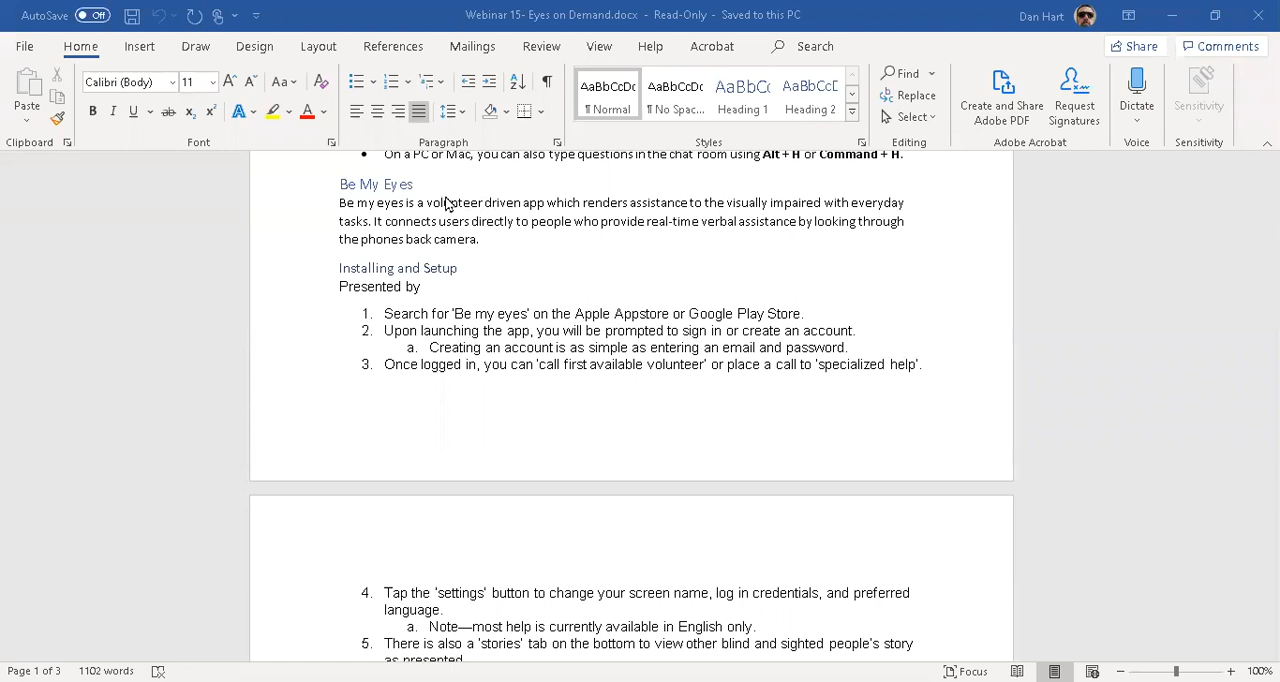 AutoSave Off
Webinar 15- Eyes on Demand.docx - Read-Only - Saved to this PC
Dan Hart
File Home Insert Draw Design Layout References Mailings Review View Help Acrobat Search
Share Comments
Paste
Calibri (Body) 11
Aa
B I U ab x₂ x² A A
AaBbCcDc
¶ Normal
AaBbCcDc
¶ No Spac...
AaBbCc
Heading 1
AaBbCcD
Heading 2
Find
Replace
Select
Create and Share
Adobe PDF
Request
Signatures
Dictate
Sensitivity
Clipboard Font Paragraph Styles Editing Adobe Acrobat Voice Sensitivity
• On a PC or Mac, you can also type questions in the chat room using Alt + H or Command + H.
Be My Eyes
Be my eyes is a volunteer driven app which renders assistance to the visually impaired with everyday
tasks. It connects users directly to people who provide real-time verbal assistance by looking through
the phones back camera.
Installing and Setup
Presented by
1. Search for 'Be my eyes' on the Apple Appstore or Google Play Store.
2. Upon launching the app, you will be prompted to sign in or create an account.
a. Creating an account is as simple as entering an email and password.
3. Once logged in, you can 'call first available volunteer' or place a call to 'specialized help'.
4. Tap the 'settings' button to change your screen name, log in credentials, and preferred
language.
a. Note—most help is currently available in English only.
5. There is also a 'stories' tab on the bottom to view other blind and sighted people's story
as presented
Page 1 of 3 1102 words
Focus
100%